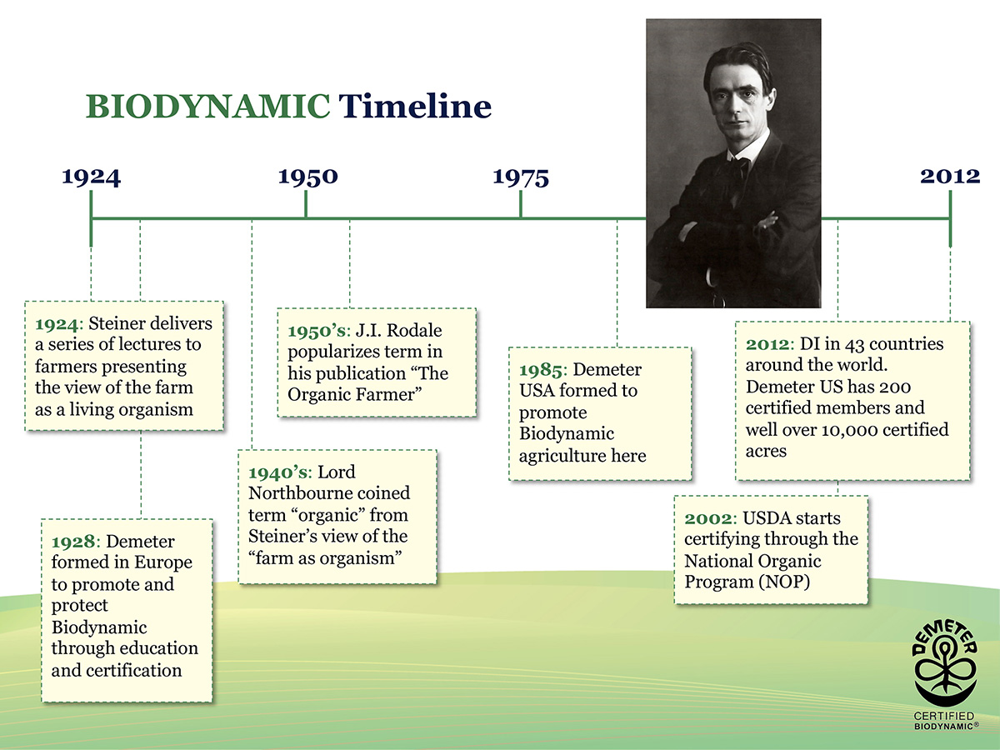 BIODYNAMIC Timeline
1924
1950
1975
2012
1924: Steiner delivers
a series of lectures to
farmers presenting
the view of the farm
as a living organism
1928: Demeter
formed in Europe
to promote and
protect
Biodynamic
through education
and certification
1940’s: Lord
Northbourne coined
term “organic” from
Steiner’s view of the
“farm as organism”
1950’s: J.I. Rodale
popularizes term in
his publication “The
Organic Farmer”
1985: Demeter
USA formed to
promote
Biodynamic
agriculture here
2012: DI in 43 countries
around the world.
Demeter US has 200
certified members and
well over 10,000 certified
acres
2002: USDA starts
certifying through the
National Organic
Program (NOP)
DEMETER
CERTIFIED
BIODYNAMIC®